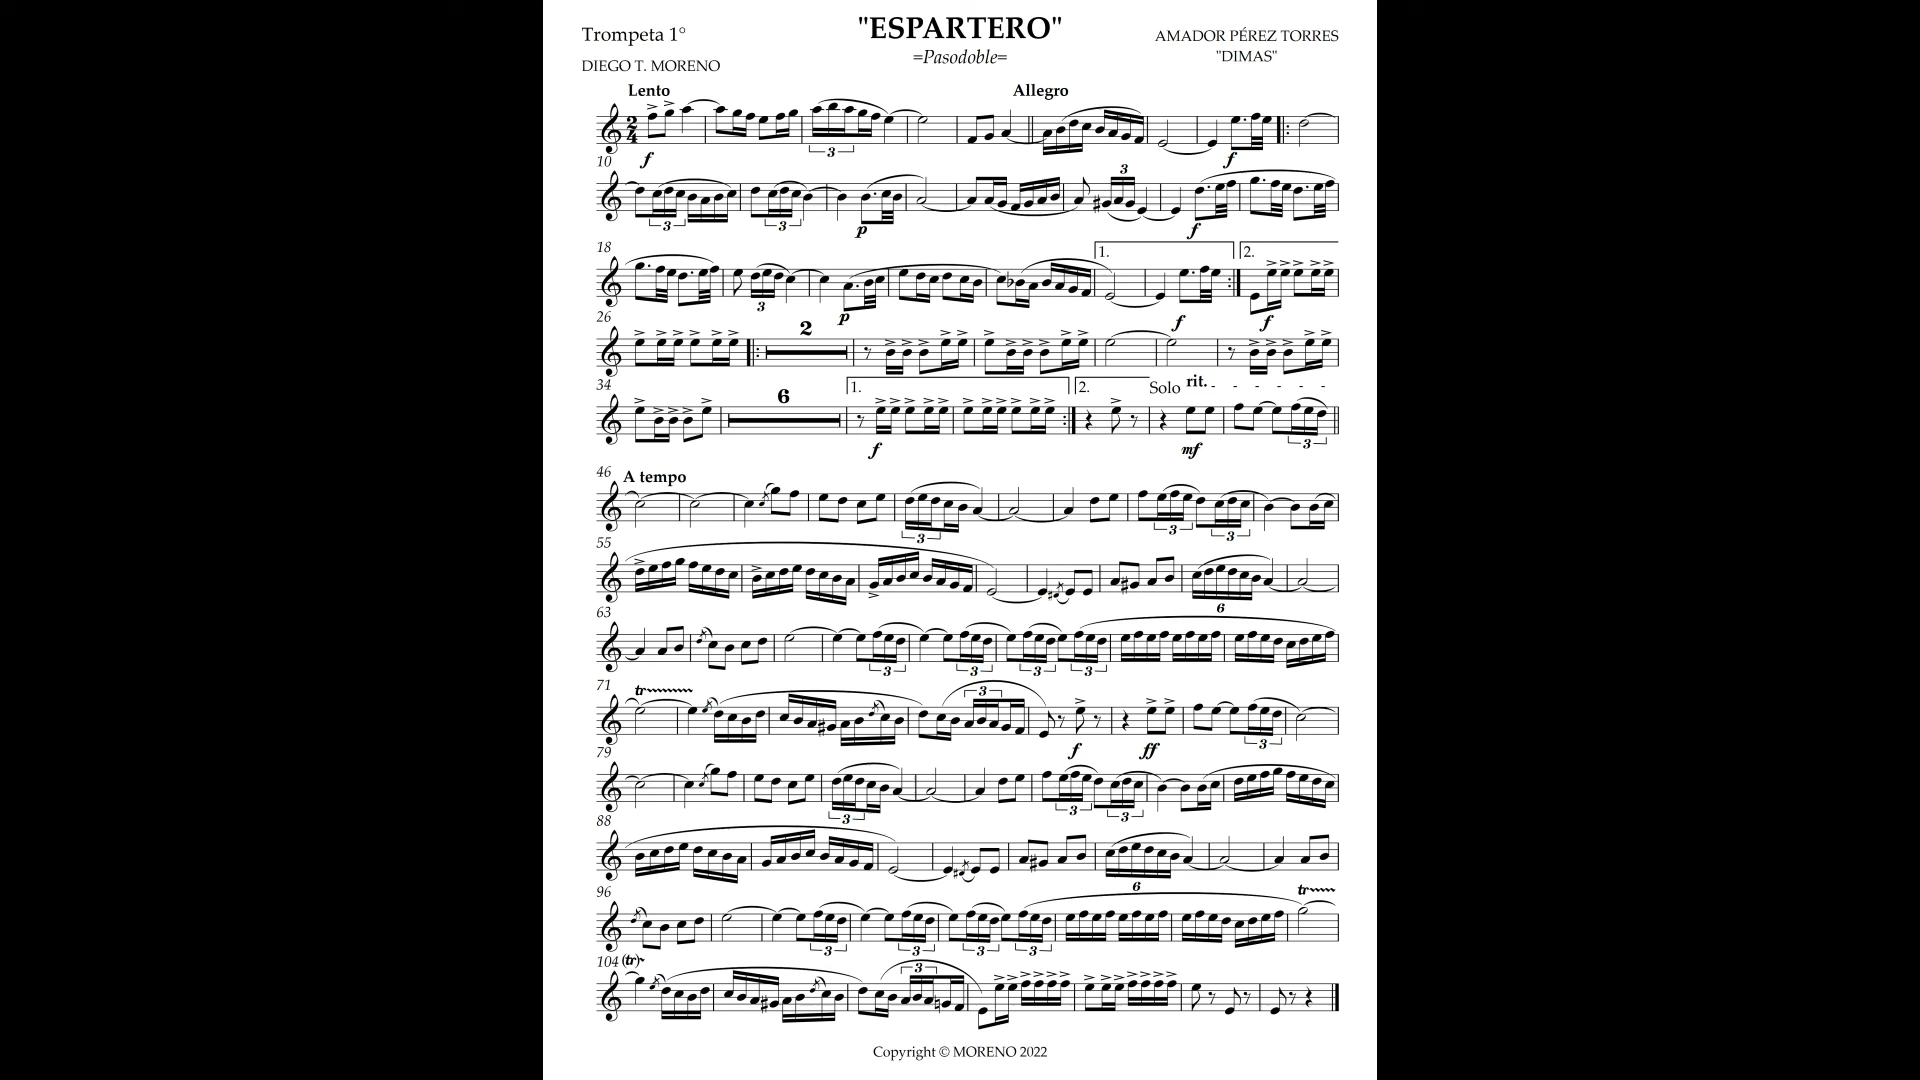 Trompeta 1°
"ESPARTERO"
=Pasodoble=
AMADOR PÉREZ TORRES
"DIMAS"
DIEGO T. MORENO
Lento
Allegro
2
4
3
f
f
10
3
3
3
p
f
18
1.
2.
3
p
f
f
26
2
34
6
1.
2.
Solo
rit.
f
mf
3
46
A tempo
3
3
3
55
6
63
3
3
3
3
71
tr
3
f
ff
3
79
3
3
3
88
6
96
tr
3
3
3
3
104
(tr)
3
Copyright © MORENO 2022